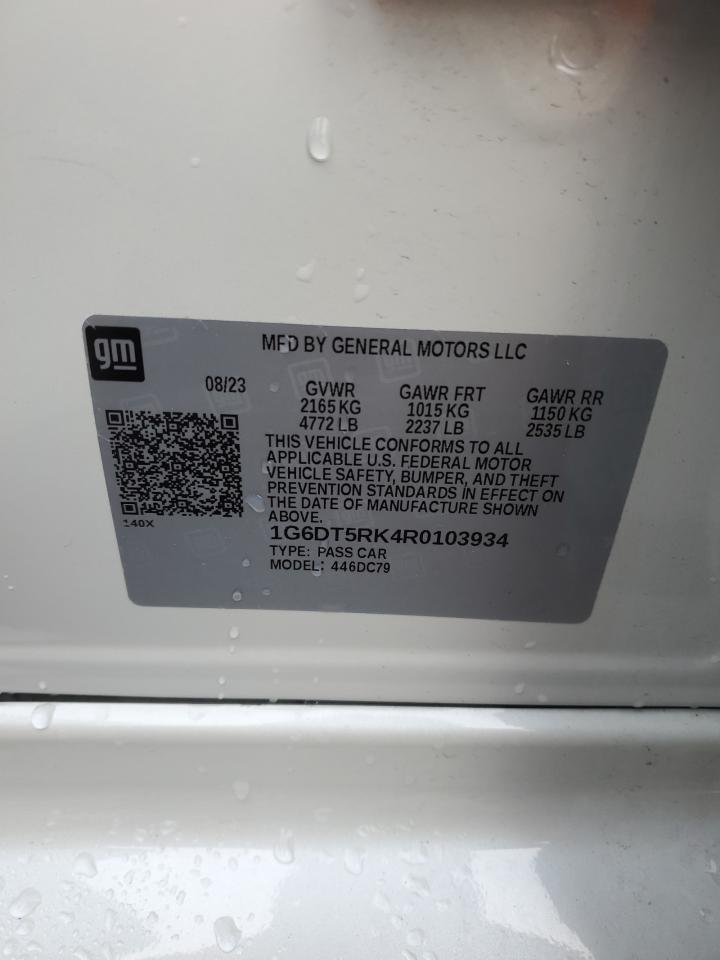 gm
MFD BY GENERAL MOTORS LLC
08/23 GVWR GAWR FRT GAWR RR
2165 KG 1015 KG 1150 KG
4772 LB 2237 LB 2535 LB
THIS VEHICLE CONFORMS TO ALL
APPLICABLE U.S. FEDERAL MOTOR
VEHICLE SAFETY, BUMPER, AND THEFT
PREVENTION STANDARDS IN EFFECT ON
THE DATE OF MANUFACTURE SHOWN
ABOVE.
140X
1G6DT5RK4R0103934
TYPE: PASS CAR
MODEL: 446DC79